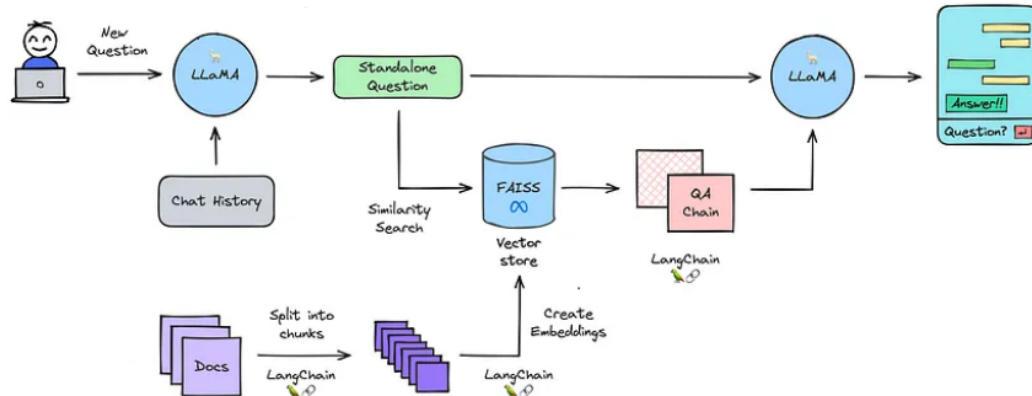 New
Question
LLaMA
Standalone
Question
LLaMA
Answer!!
Question?
Chat History
Similarity
Search
FAISS
Vector
store
QA
Chain
LangChain
Docs
Split into
chunks
LangChain
Create
Embeddings
LangChain